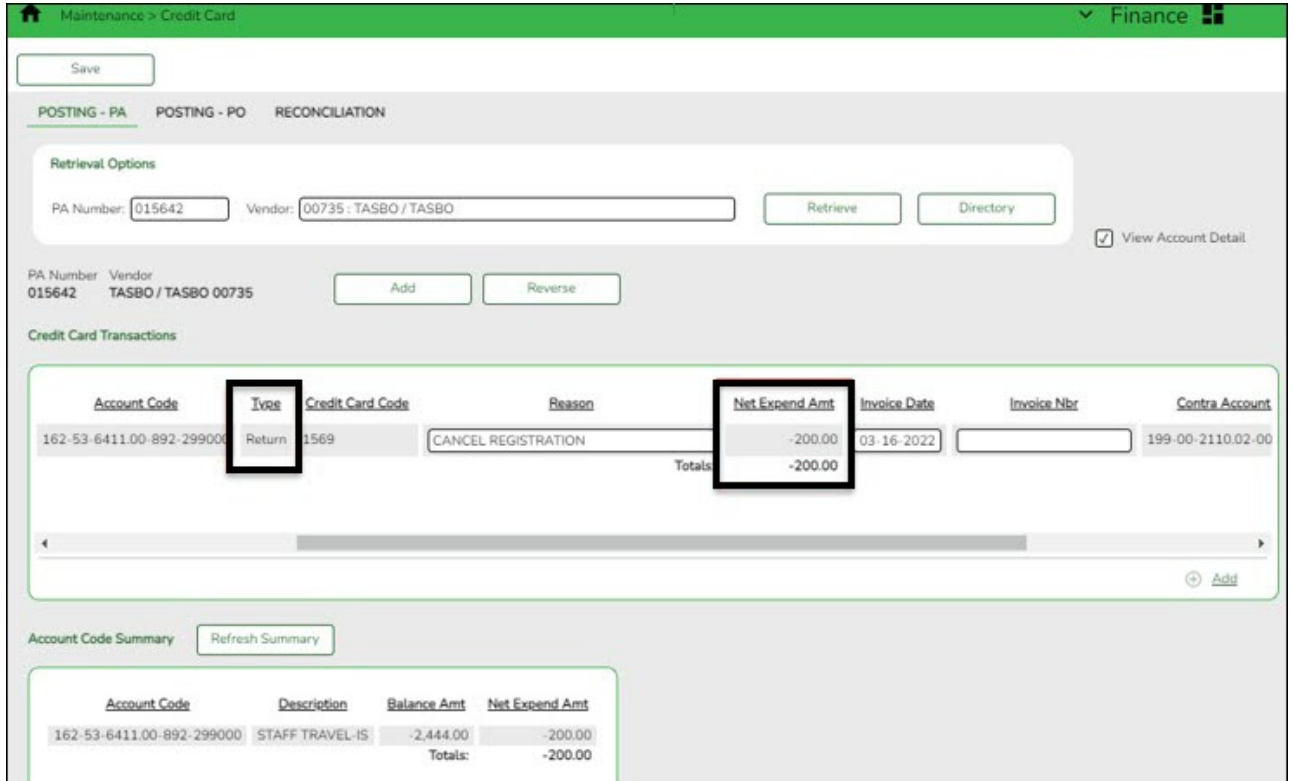 Maintenance > Credit Card
Finance
Save
POSTING - PA POSTING - PO RECONCILIATION
Retrieval Options
PA Number: 015642 Vendor: 00735 : TASBO / TASBO Retrieve Directory
View Account Detail
PA Number Vendor
015642 TASBO / TASBO 00735 Add Reverse
Credit Card Transactions
Account Code Type Credit Card Code Reason Net Expend Amt Invoice Date Invoice Nbr Contra Account
162-53-6411.00-892-299000 Return 1569 CANCEL REGISTRATION -200.00 03-16-2022 199-00-2110.02-00
Totals: -200.00
Add
Account Code Summary Refresh Summary
Account Code Description Balance Amt Net Expend Amt
162-53-6411.00-892-299000 STAFF TRAVEL-IS -2,444.00 -200.00
Totals: -200.00